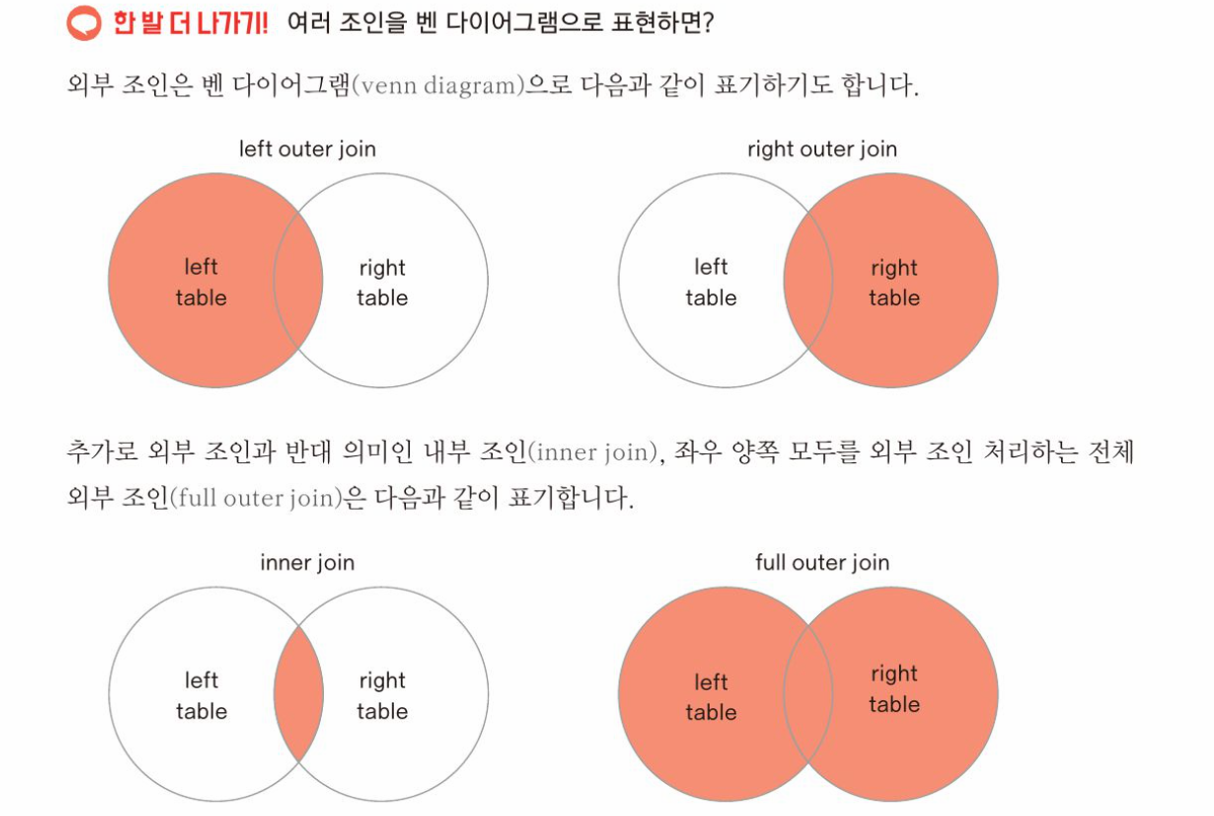 한 발 더 나가기! 여러 조인을 벤 다이어그램으로 표현하면?
외부 조인은 벤 다이어그램(venn diagram)으로 다음과 같이 표기하기도 합니다.
left outer join
left
table
right
table
right outer join
left
table
right
table
추가로 외부 조인과 반대 의미인 내부 조인(inner join), 좌우 양쪽 모두를 외부 조인 처리하는 전체
외부 조인(full outer join)은 다음과 같이 표기합니다.
inner join
left
table
right
table
full outer join
left
table
right
table